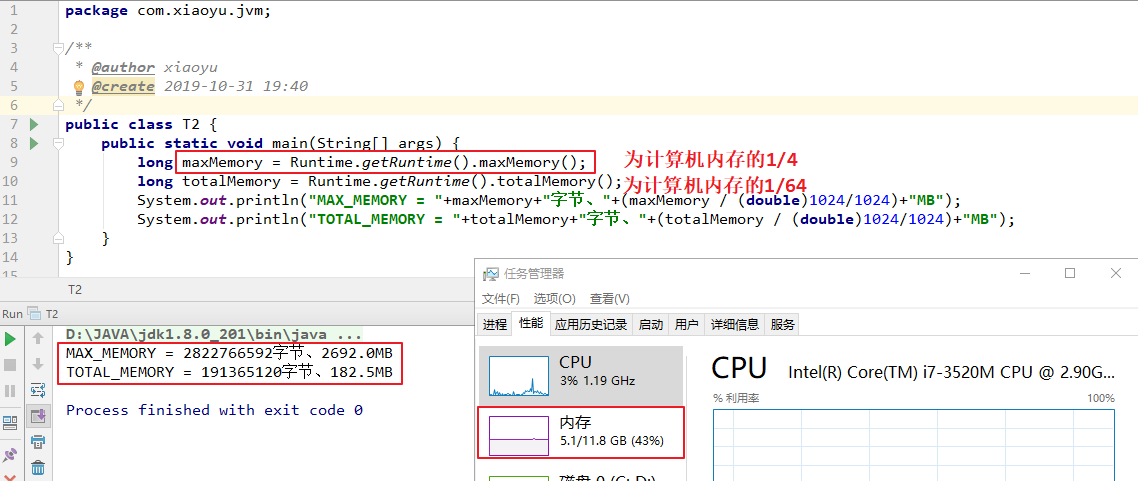 1 package com.xiaoyu.jvm;
2
3 /**
4 * @author xiaoyu
5 * @create 2019-10-31 19:40
6 */
7 public class T2 {
8 public static void main(String[] args) {
9 long maxMemory = Runtime.getRuntime().maxMemory(); 为计算机内存的1/4
10 long totalMemory = Runtime.getRuntime().totalMemory(); 为计算机内存的1/64
11 System.out.println("MAX_MEMORY = "+maxMemory+"字节、"+(maxMemory / (double)1024/1024)+"MB");
12 System.out.println("TOTAL_MEMORY = "+totalMemory+"字节、"+(totalMemory / (double)1024/1024)+"MB");
13 }
14 }
15
T2
Run T2
D:\JAVA\jdk1.8.0_201\bin\java ...
MAX_MEMORY = 2822766592字节、2692.0MB
TOTAL_MEMORY = 191365120字节、182.5MB
Process finished with exit code 0
任务管理器
文件(F) 选项(O) 查看(V)
进程 性能 应用历史记录 启动 用户 详细信息 服务
CPU
3% 1.19 GHz
内存
5.1/11.8 GB (43%)
磁盘 0 (C: D:)
CPU Intel(R) Core(TM) i7-3520M CPU @ 2.90G...
% 利用率 100%